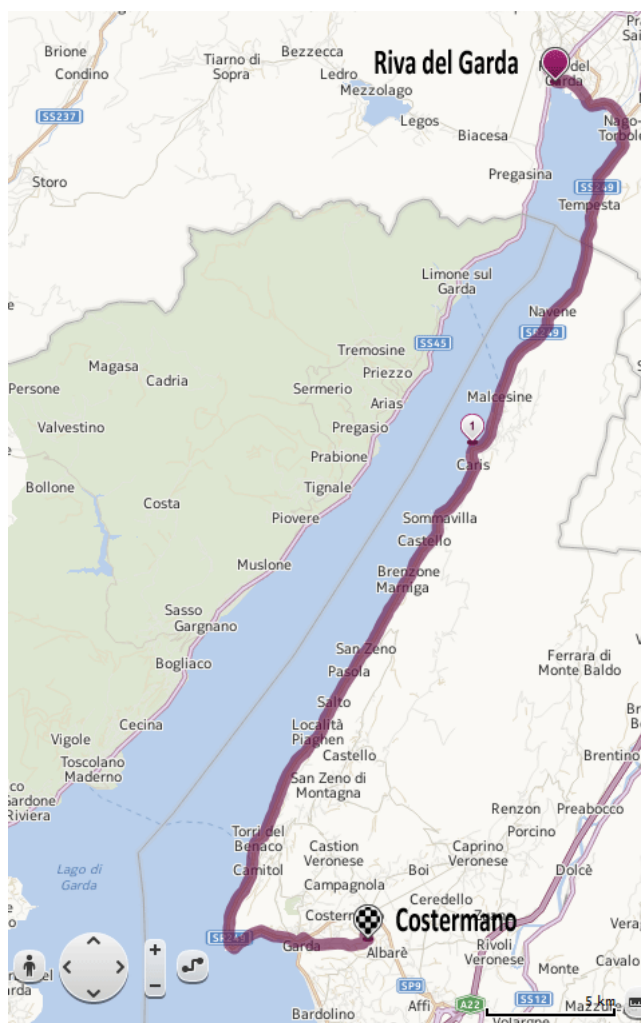 Brione
Condino
Tiarno di
Sopra
Bezzecca
Ledro
Mezzolago
Riva del Garda
Garda
Legos
Biacesa
Nago-
Torbole
SS237
Storo
Pregasina
SS249
Tempesta
Limone sul
Garda
Navene
SS249
SS45
Tremosine
Priezzo
Magasa
Cadria
Persone
Sermerio
Arias
Malcesine
Valvestino
Pregasio
1
Prabione
Caris
Bollone
Tignale
Costa
Piovere
Sommavilla
Castello
Muslone
Brenzone
Marniga
Sasso
Gargnano
San Zeno
Bogliaco
Pasola
Ferrara di
Monte Baldo
Salto
Cecina
Località
Piaghen
Vigole
Castello
Brentino
Toscolano
Maderno
San Zeno di
Montagna
Gardone
Riviera
Renzon
Preabocco
Porcino
Torri del
Benaco
Castion
Veronese
Caprino
Veronese
Lago di
Garda
Camitol
Boi
Dolcè
Campagnola
Ceredello
Costermano
Garda
Albarè
Rivoli
Veronese
Monte
Cavalo
SP9
Affi
A22
5 km
SS12
Bardolino
Volargne